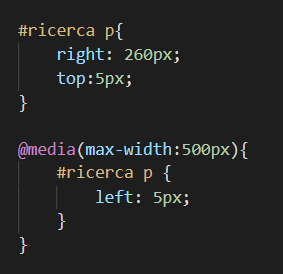 #ricerca p{
    right: 260px;
    top:5px;
}

@media(max-width:500px){
    #ricerca p {
        left: 5px;
    }
}